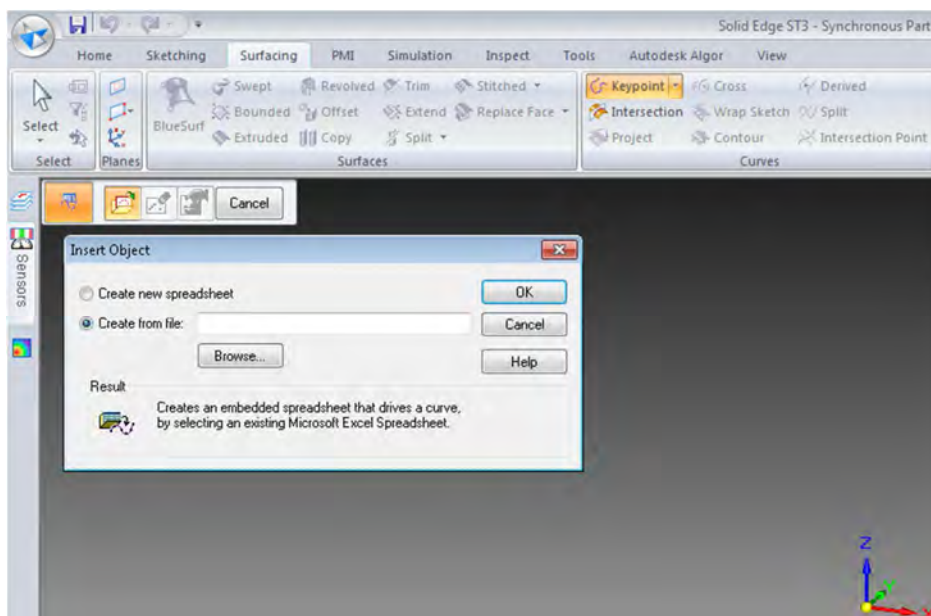 Solid Edge ST3 - Synchronous Part
Home Sketching Surfacing PMI Simulation Inspect Tools Autodesk Algor View
Select
Select
Planes
BlueSurf
Swept Revolved Trim Stitched
Bounded Offset Extend Replace Face
Extruded Copy Split
Surfaces
Keypoint Cross Derived
Intersection Wrap Sketch Split
Project Contour Intersection Point
Curves
Cancel
Sensors
Insert Object
Create new spreadsheet
OK
Create from file:
Cancel
Browse...
Help
Result
Creates an embedded spreadsheet that drives a curve,
by selecting an existing Microsoft Excel Spreadsheet.
Z
Y
X